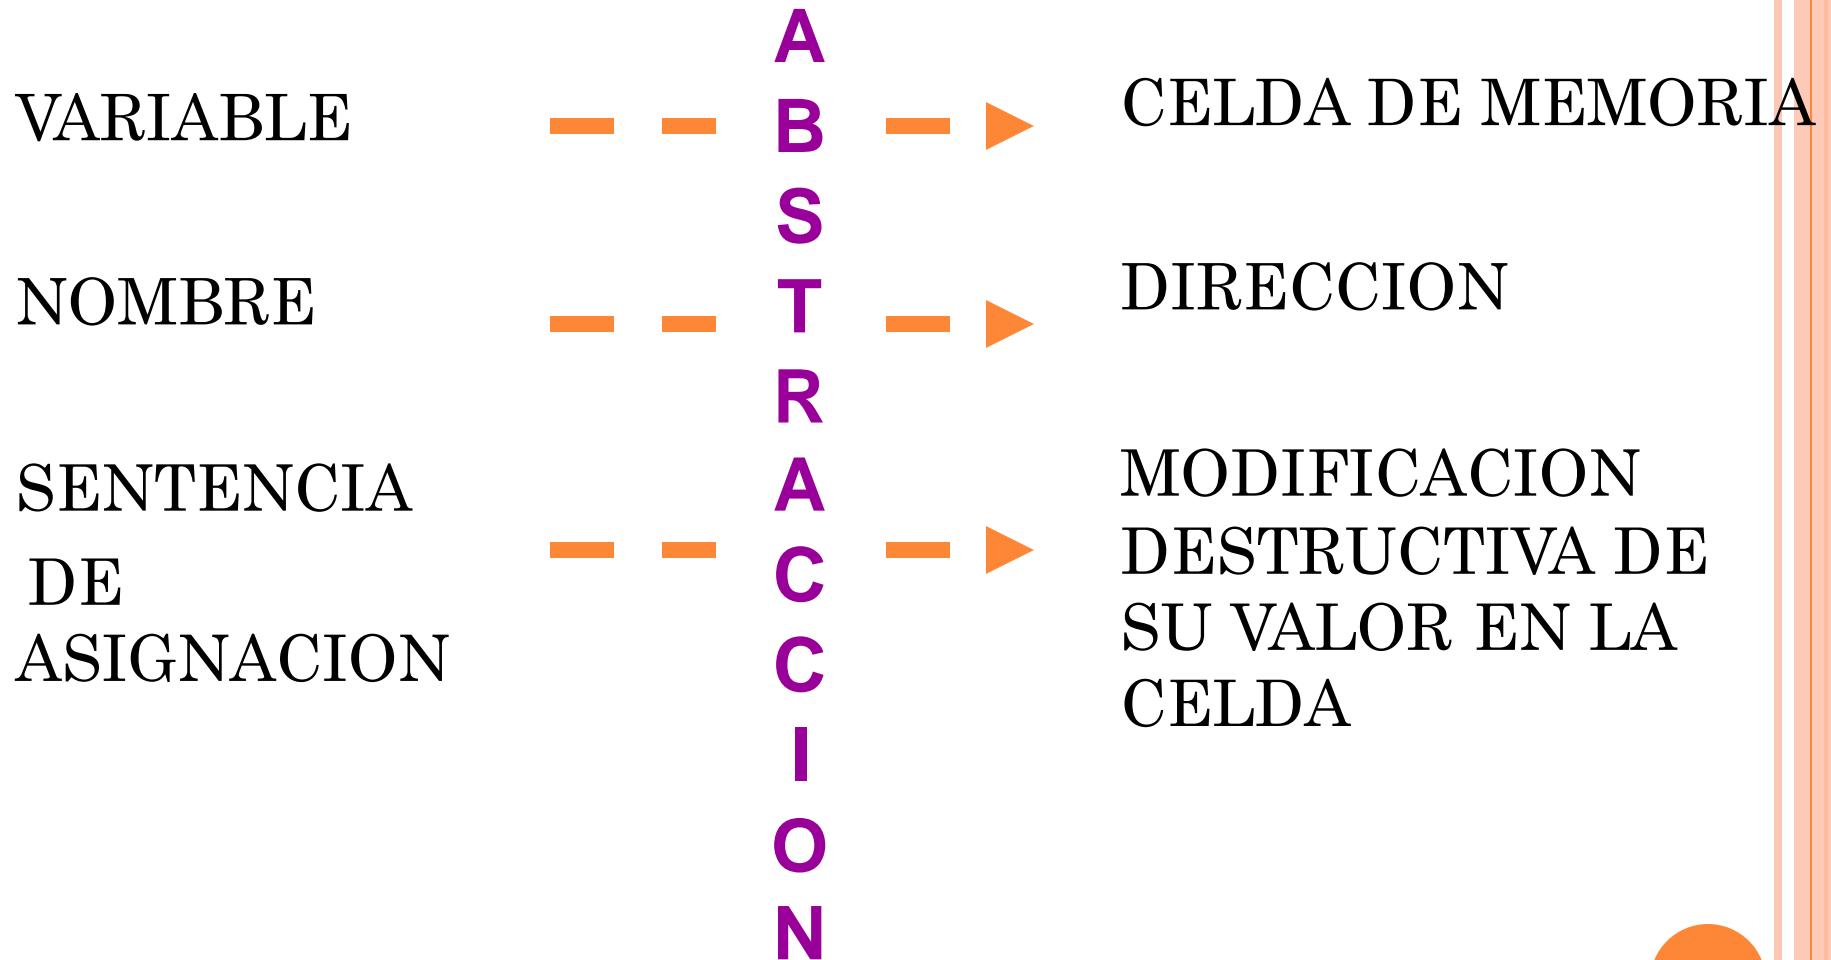 VARIABLE
NOMBRE
SENTENCIA
DE
ASIGNACION
A
B
S
T
R
A
C
C
I
O
N
CELDA DE MEMORIA
DIRECCION
MODIFICACION
DESTRUCTIVA DE
SU VALOR EN LA
CELDA